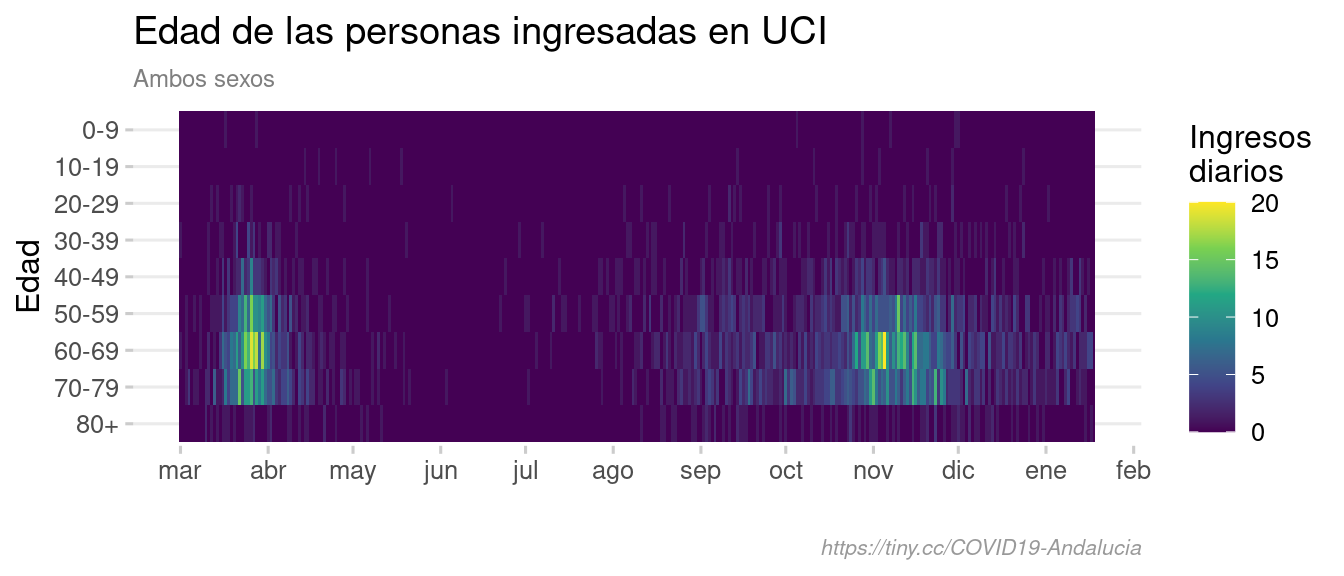 Edad de las personas ingresadas en UCI
Ambos sexos
Edad
0-9
10-19
20-29
30-39
40-49
50-59
60-69
70-79
80+
mar abr may jun jul ago sep oct nov dic ene feb
Ingresos
diarios
20
15
10
5
0
https://tiny.cc/COVID19-Andalucia